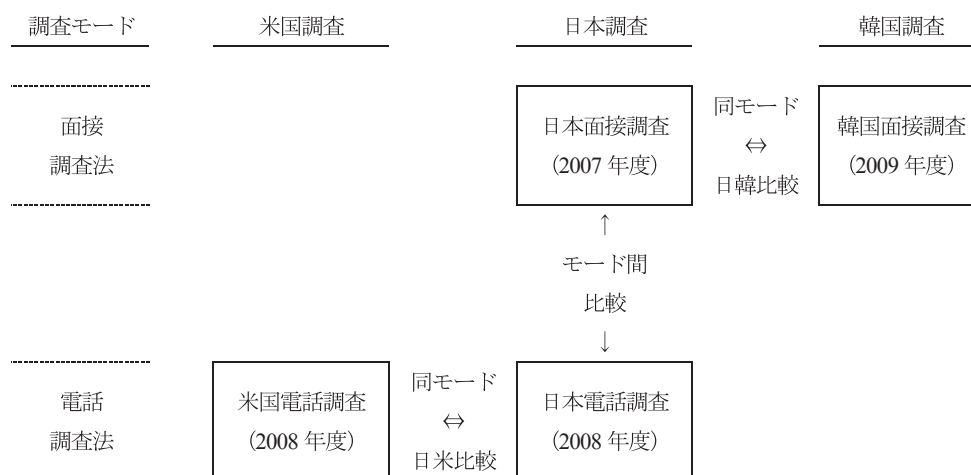 調査モード 米国調査 日本調査 韓国調査
面接
調査法
日本面接調査
(2007 年度)
同モード
⇔
日韓比較
韓国面接調査
(2009 年度)
↑
モード間
比較
↓
電話
調査法
米国電話調査
(2008 年度)
同モード
⇔
日米比較
日本電話調査
(2008 年度)